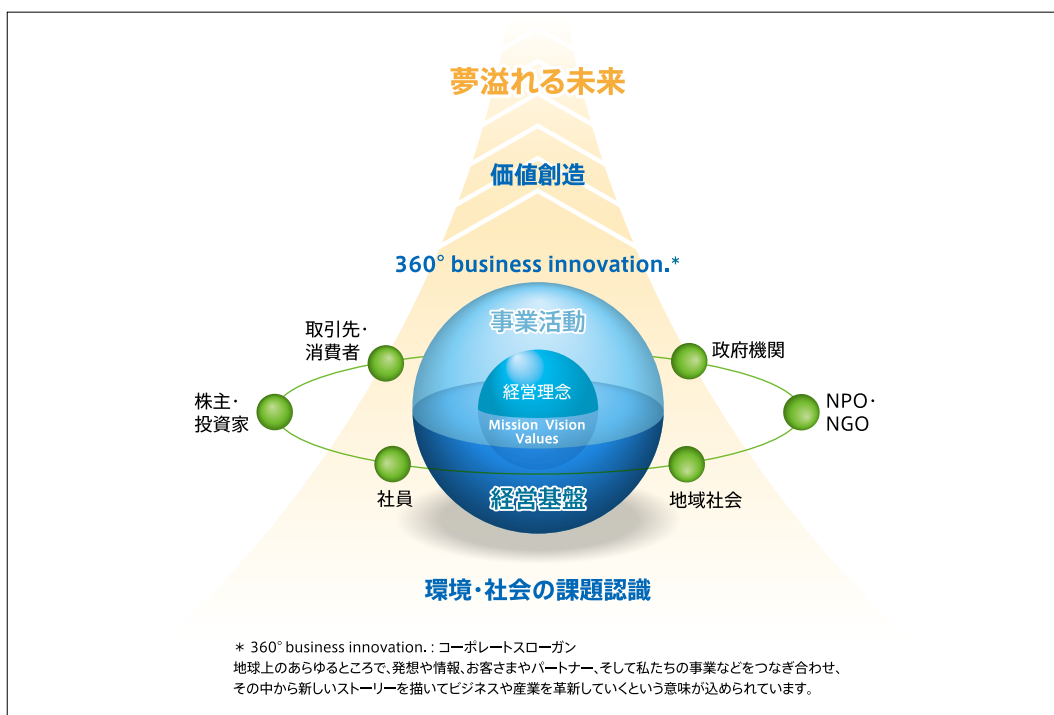 夢溢れる未来
価値創造
360° business innovation.*
事業活動
取引先・
消費者
政府機関
経営理念
株主・
投資家
Mission Vision
Values
NPO・
NGO
社員
経営基盤
地域社会
環境・社会の課題認識
* 360° business innovation. : コーポレートスローガン
地球上のあらゆるところで、発想や情報、お客さまやパートナー、そして私たちの事業などをつなぎ合わせ、
その中から新しいストーリーを描いてビジネスや産業を革新していくという意味が込められています。